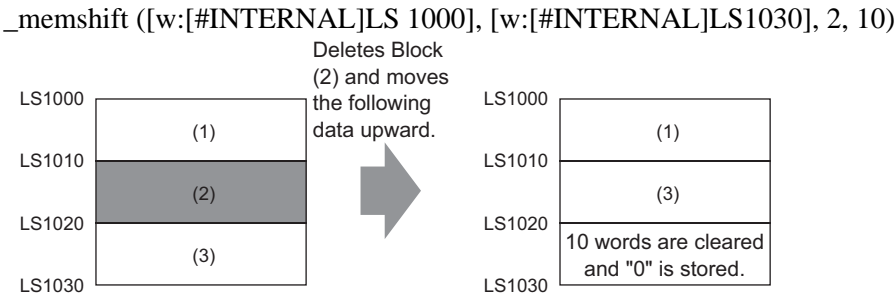 _memshift ([w:[#INTERNAL]LS 1000], [w:[#INTERNAL]LS1030], 2, 10)
Deletes Block
(2) and moves
the following
data upward.
LS1000
(1)
LS1010
(2)
LS1020
(3)
LS1030
LS1000
(1)
LS1010
(3)
LS1020
10 words are cleared
and "0" is stored.
LS1030